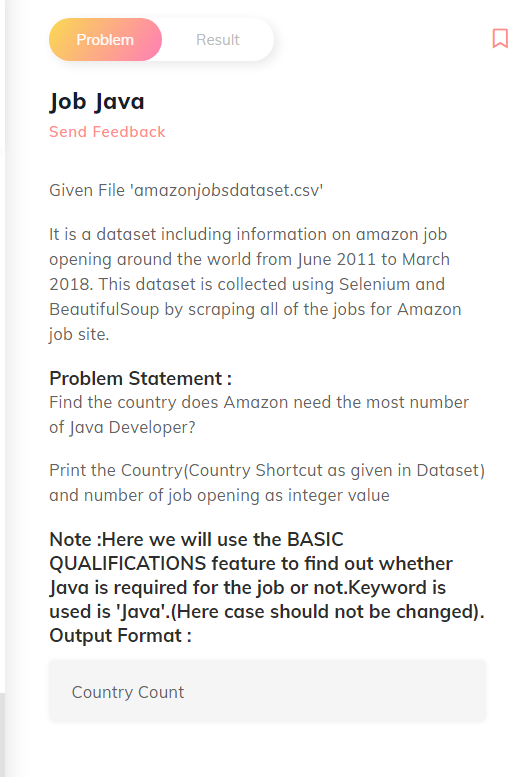 Problem
Result
Job Java
Send Feedback
Given File 'amazonjobsdataset.csv'
It is a dataset including information on amazon job
opening around the world from June 2011 to March
2018. This dataset is collected using Selenium and
BeautifulSoup by scraping all of the jobs for Amazon
job site.
Problem Statement :
Find the country does Amazon need the most number
of Java Developer?
Print the Country(Country Shortcut as given in Dataset)
and number of job opening as integer value
Note :Here we will use the BASIC
QUALIFICATIONS feature to find out whether
Java is required for the job or not.Keyword is
used is 'Java'.(Here case should not be changed).
Output Format :
Country Count